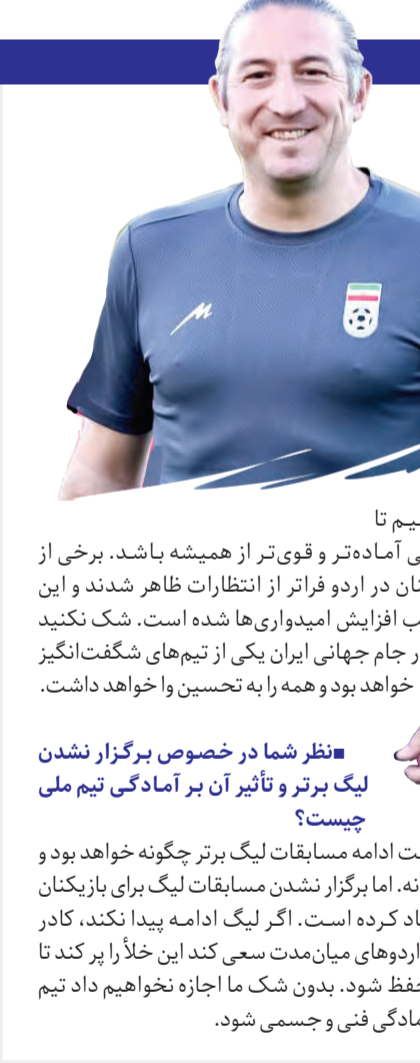 تا
آماده‌تر و قوی‌تر از همیشه باشد. برخی از
در اردو فراتر از انتظارات ظاهر شدند و این
افزایش امیدواری‌ها شده است. شک نکنید
جام جهانی ایران یکی از تیم‌های شگفت‌انگیز
خواهد بود و همه را به تحسین وا خواهد داشت.
■نظر شما در خصوص برگزار نشدن
لیگ برتر و تأثیر آن بر آمادگی تیم ملی
چیست؟
ادامه مسابقات لیگ برتر چگونه خواهد بود و
اما برگزار نشدن مسابقات لیگ برای بازیکنان
کرده است. اگر لیگ ادامه پیدا نکند، کادر
اردوهای میان‌مدت سعی کند این خلأ را پر کند تا
حفظ شود. بدون شک ما اجازه نخواهیم داد تیم
آمادگی فنی و جسمی شود.